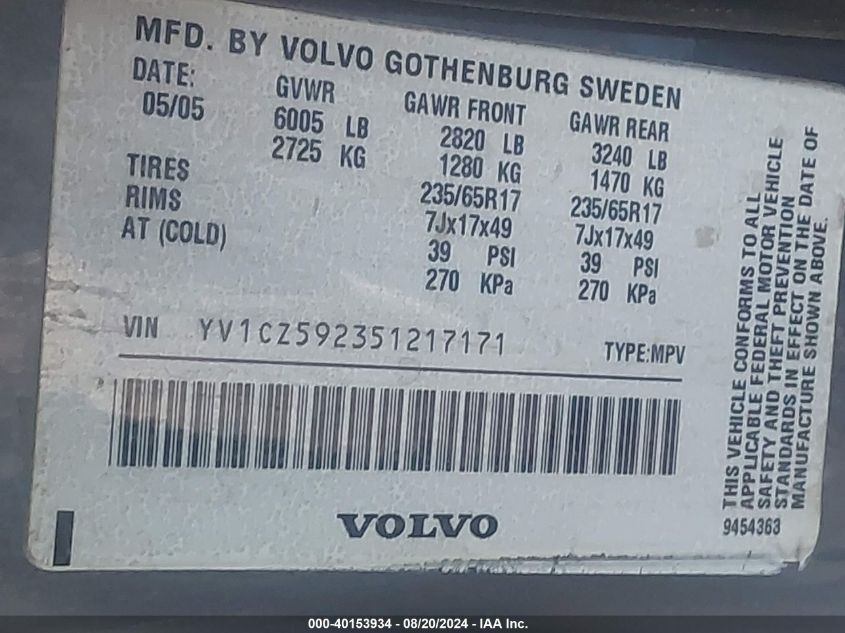 MFD. BY VOLVO GOTHENBURG SWEDEN
DATE: GVWR GAWR FRONT GAWR REAR
05/05 6005 LB 2820 LB 3240 LB
2725 KG 1280 KG 1470 KG
TIRES 235/65R17 235/65R17
RIMS 7Jx17x49 7Jx17x49
AT (COLD) 39 PSI 39 PSI
270 KPa 270 KPa
VIN YV1CZ592351217171 TYPE:MPV
VOLVO
THIS VEHICLE CONFORMS TO ALL
APPLICABLE FEDERAL MOTOR VEHICLE
SAFETY AND THEFT PREVENTION
STANDARDS IN EFFECT ON THE DATE OF
MANUFACTURE SHOWN ABOVE.
9454363
000-40153934 - 08/20/2024 - IAA Inc.